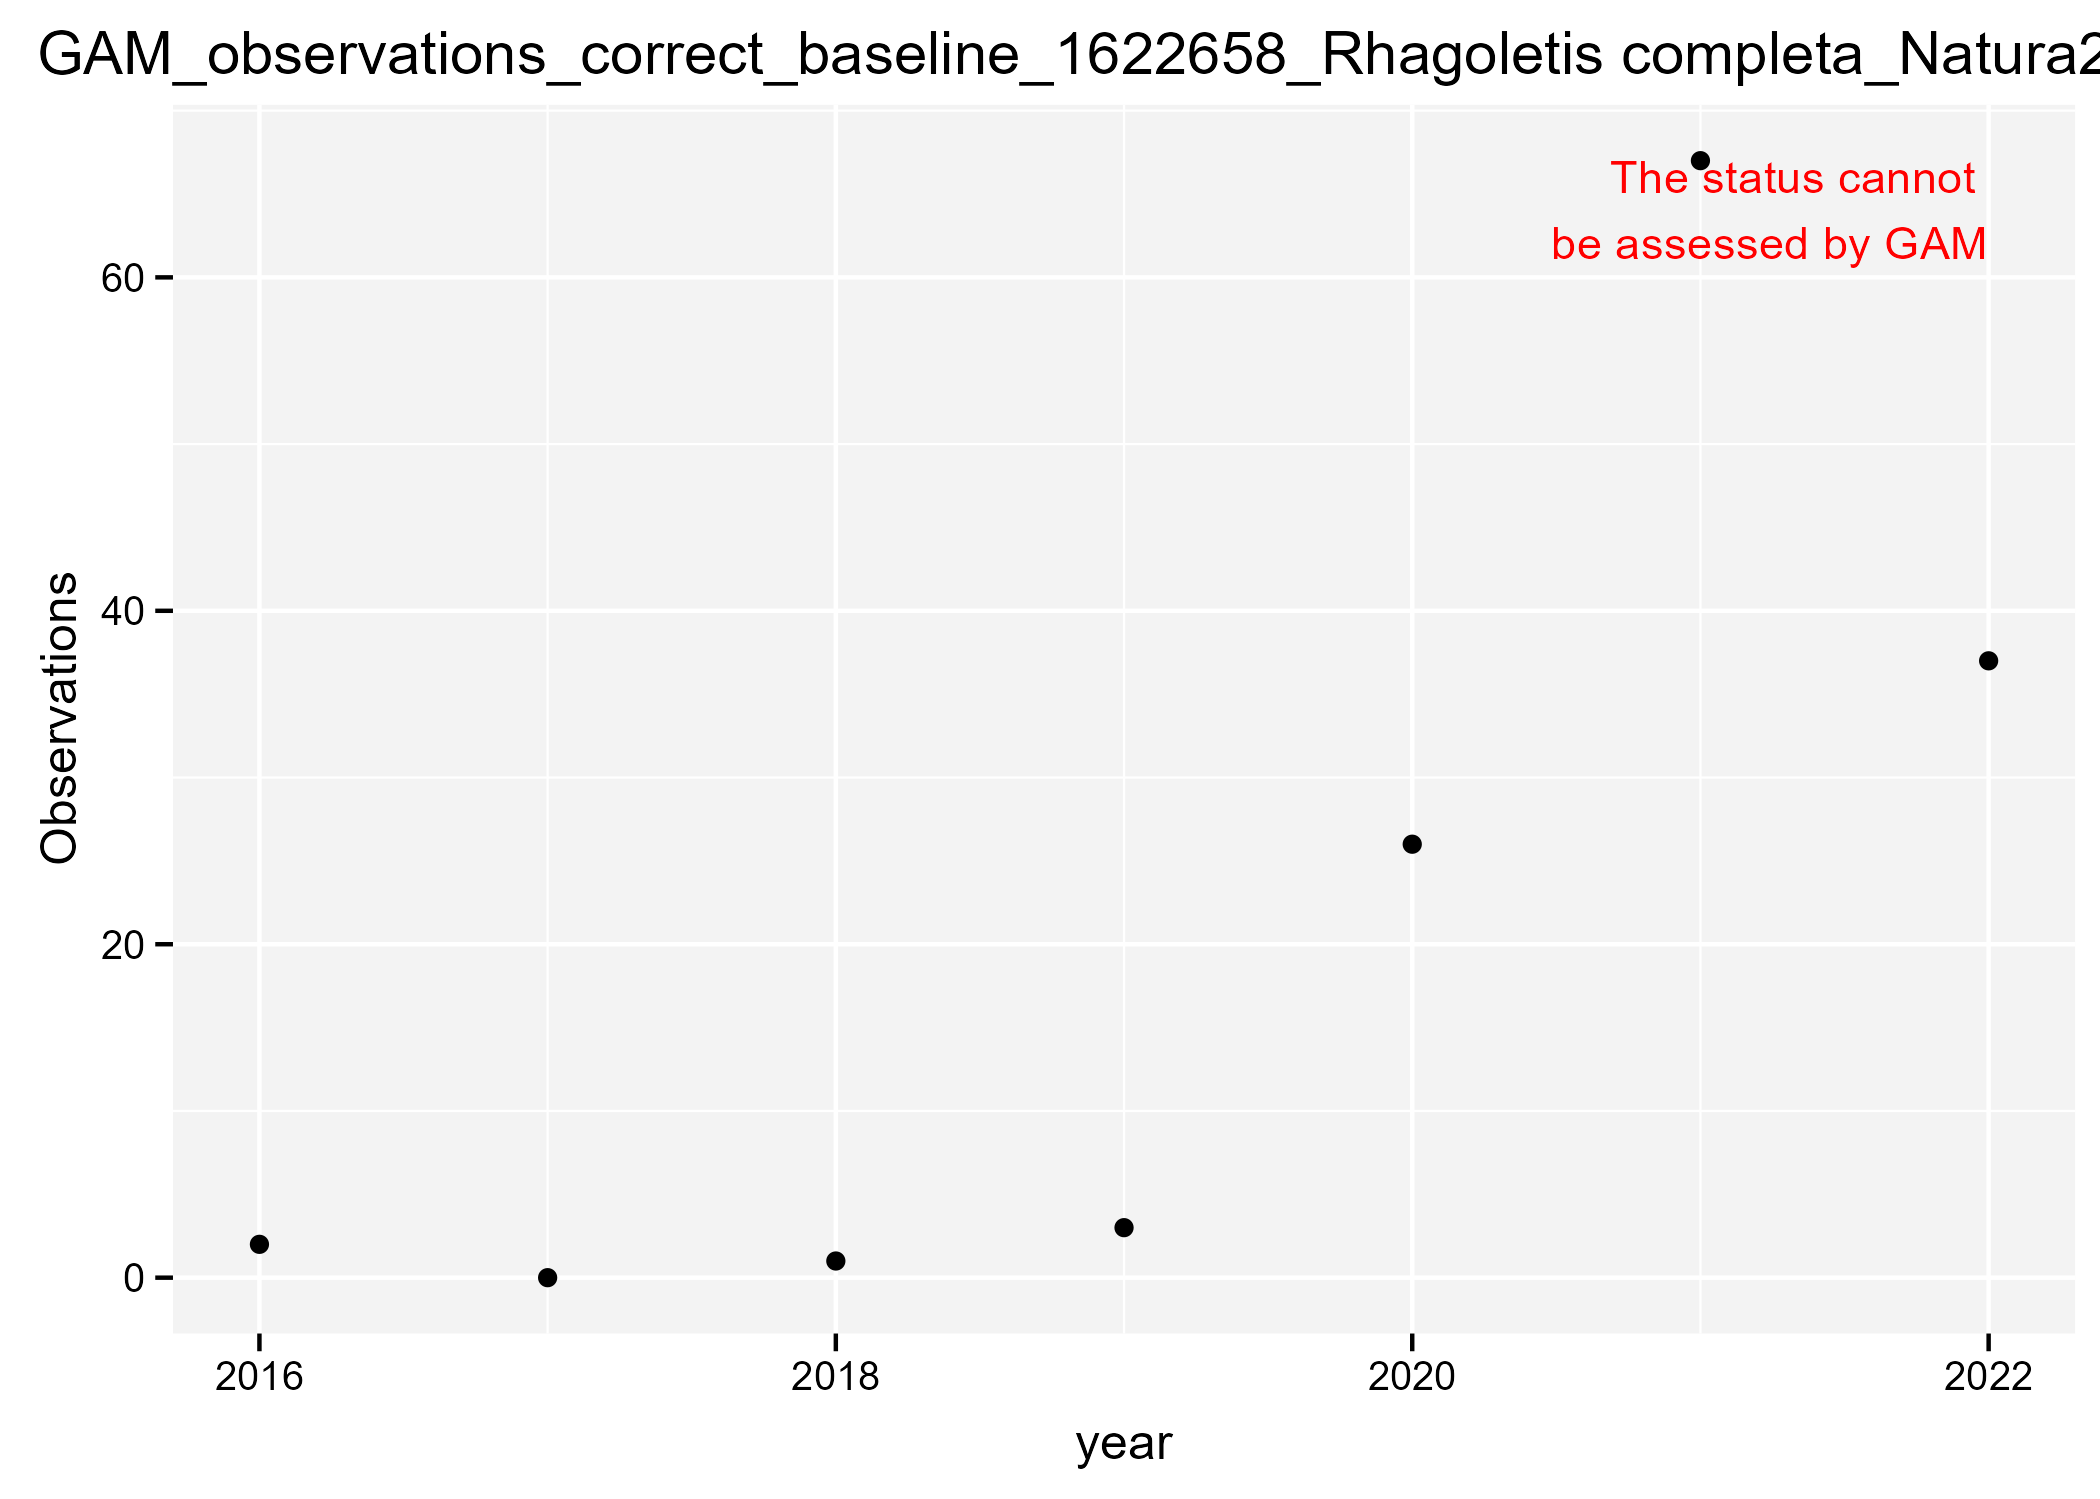 GAM_observations_correct_baseline_1622658_Rhagoletis completa_Natura2
The status cannot
be assessed by GAM
60
40
20
0
Observations
2016 2018 2020 2022
year